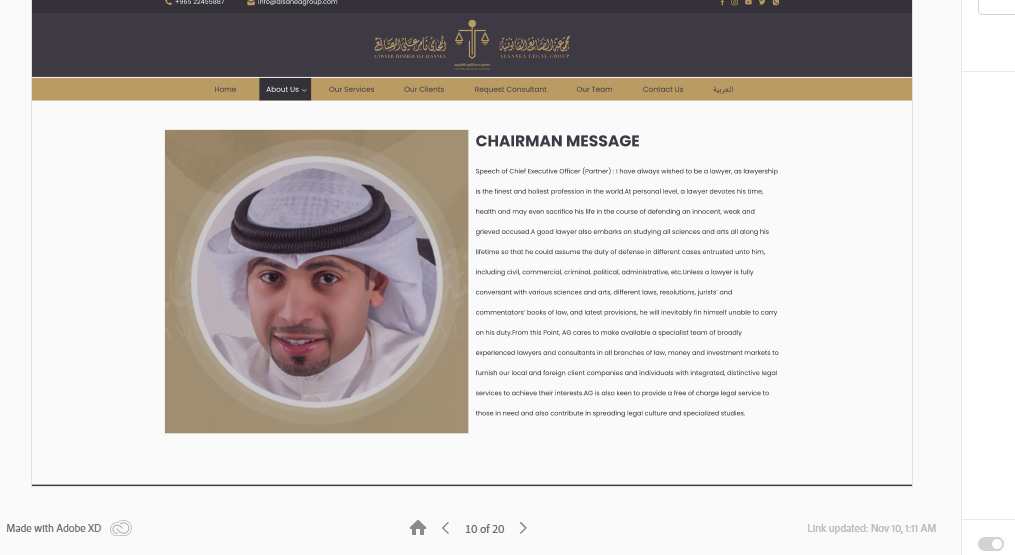 +965 22455887
info@alsaneagroup.com
LAWYER THAMER ALI ALSANEA
ALSANEA LEGAL GROUP
Home
About Us
Our Services
Our Clients
Request Consultant
Our Team
Contact Us
العربية
CHAIRMAN MESSAGE
Speech of Chief Executive Officer (Partner) : I have always wished to be a lawyer, as lawyership
is the finest and holiest profession in the world.At personal level, a lawyer devotes his time,
health and may even sacrifice his life in the course of defending an innocent, weak and
grieved accused.A good lawyer also embarks on studying all sciences and arts all along his
lifetime so that he could assume the duty of defense in different cases entrusted unto him,
including civil, commercial, criminal, political, administrative, etc.Unless a lawyer is fully
conversant with various sciences and arts, different laws, resolutions, jurists' and
commentators' books of law, and latest provisions, he will inevitably fin himself unable to carry
on his duty.From this Point, AG cares to make available a specialist team of broadly
experienced lawyers and consultants in all branches of law, money and investment markets to
furnish our local and foreign client companies and individuals with integrated, distinctive legal
services to achieve their interests.AG is also keen to provide a free of charge legal service to
those in need and also contribute in spreading legal culture and specialized studies.
Made with Adobe XD
10 of 20
Link updated: Nov 10, 1:11 AM